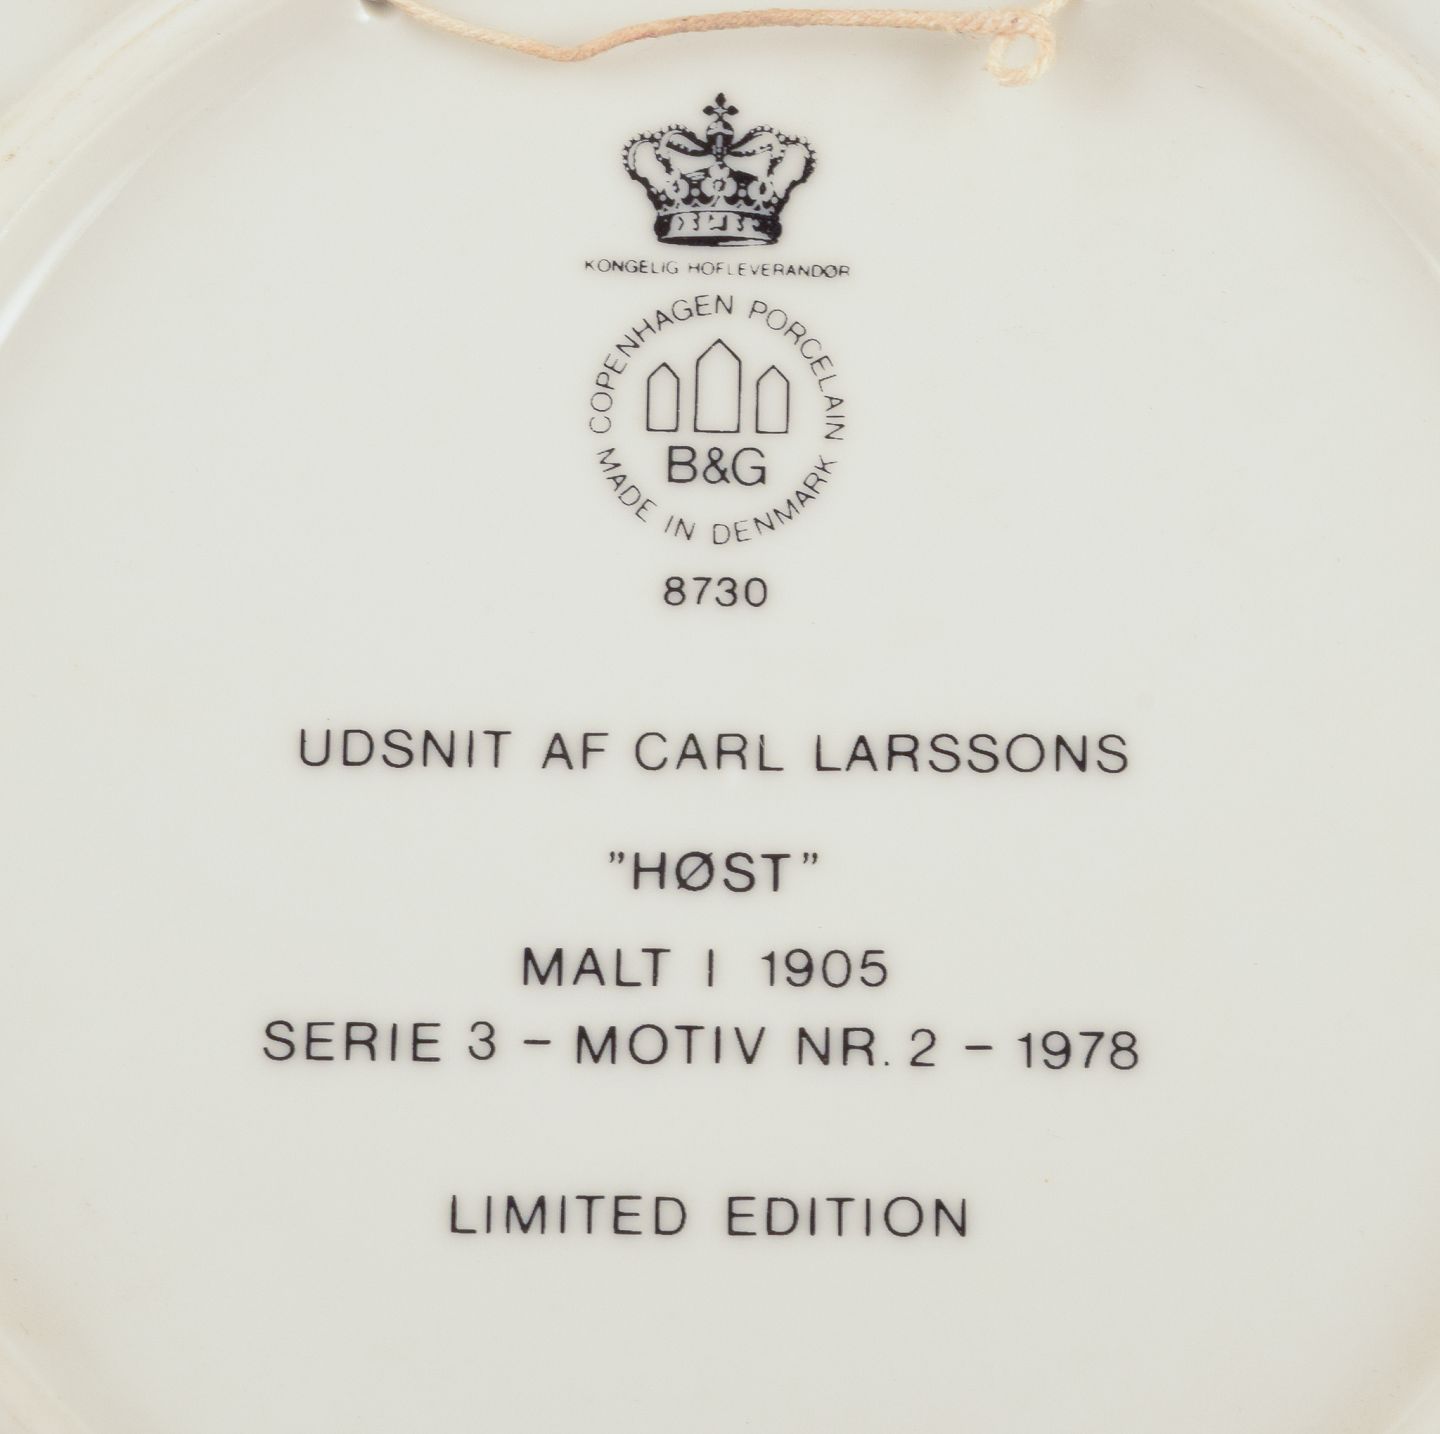 KONGELIG HOFLEVERANDØR
COPENHAGEN PORCELAIN
B&G
MADE IN DENMARK
8730
UDSNIT AF CARL LARSSONS
"HØST"
MALT I 1905
SERIE 3 - MOTIV NR. 2 - 1978
LIMITED EDITION